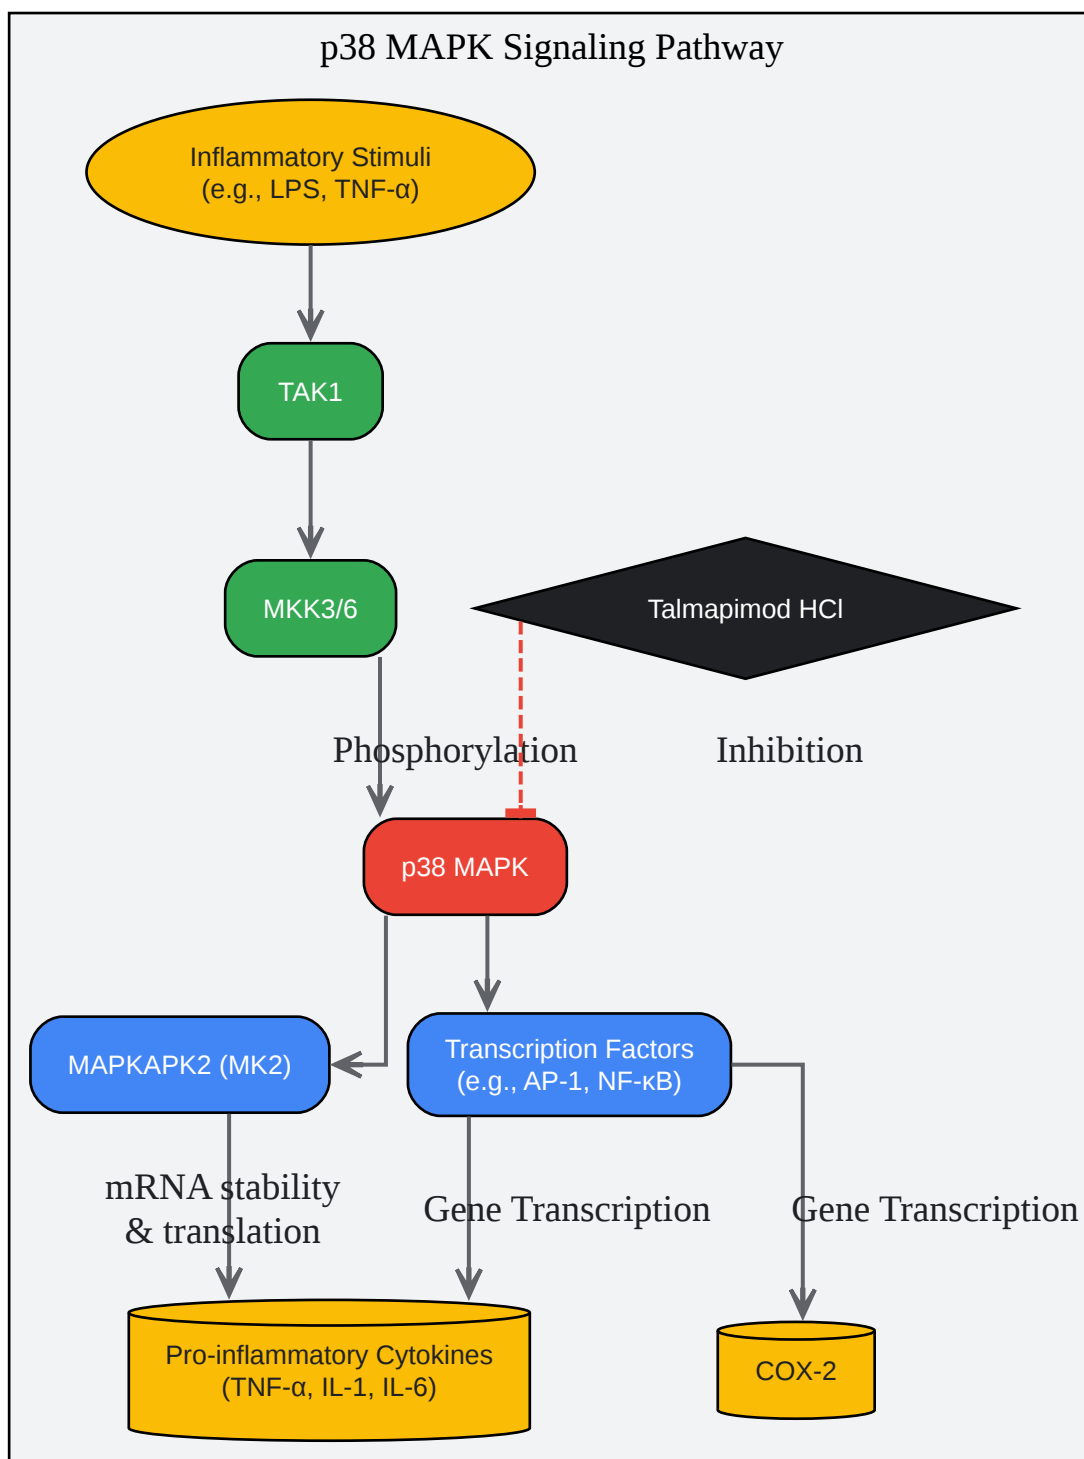 p38 MAPK Signaling Pathway
Inflammatory Stimuli
(e.g., LPS, TNF-α)
TAK1
MKK3/6
Talmapimod HCl
Phosphorylation
Inhibition
p38 MAPK
MAPKAPK2 (MK2)
Transcription Factors
(e.g., AP-1, NF-κB)
mRNA stability
& translation
Gene Transcription
Gene Transcription
Pro-inflammatory Cytokines
(TNF-α, IL-1, IL-6)
COX-2